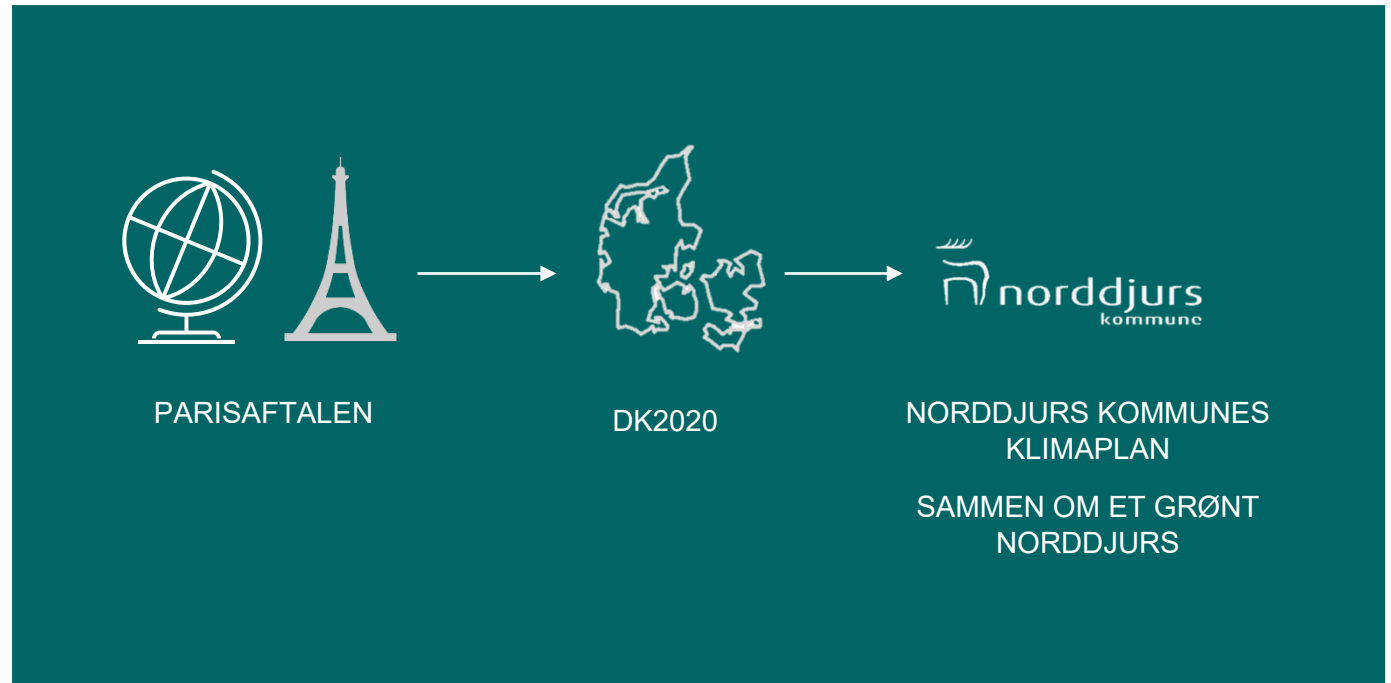 norddjurs
kommune
PARISAFTALEN
DK2020
NORDDJURS KOMMUNES
KLIMAPLAN
SAMMEN OM ET GRØNT
NORDDJURS